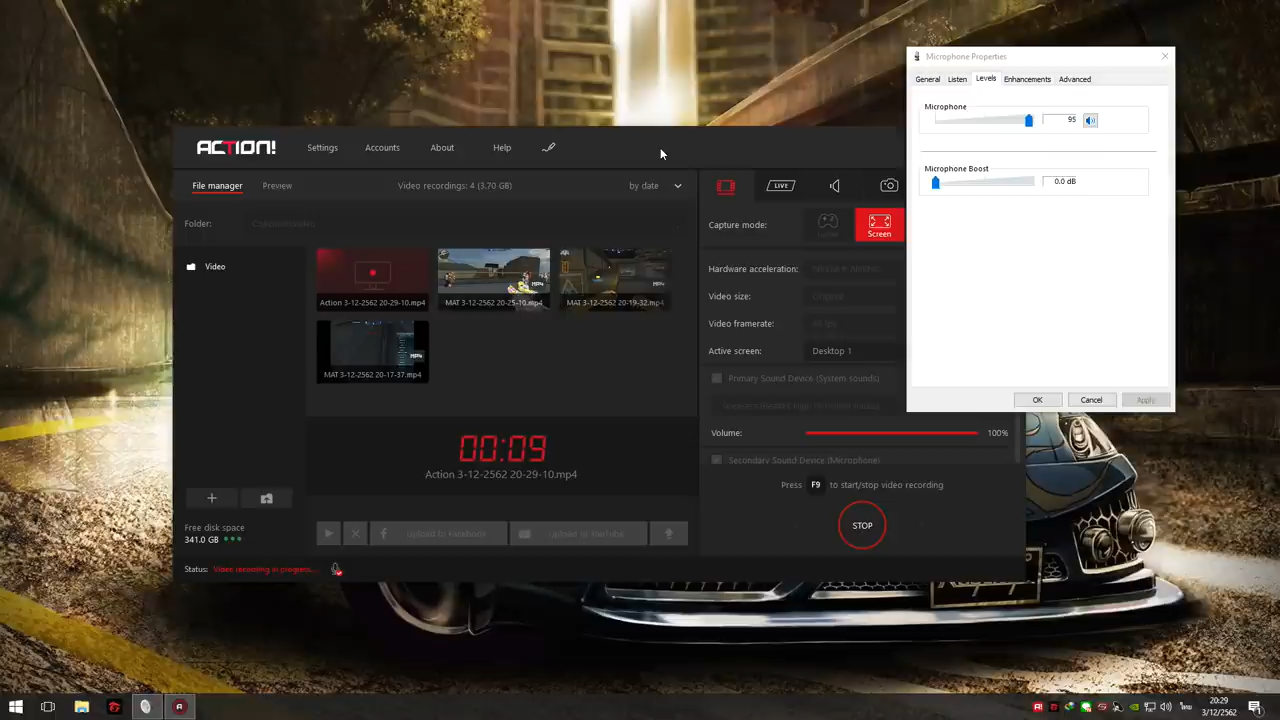 Microphone Properties
General Listen Levels Enhancements Advanced
Microphone
95
Microphone Boost
0.0 dB
OK Cancel Apply
ACTION!
Settings Accounts About Help
File manager Preview Video recordings: 4 (3,70 GB) by date
LIVE
Folder:
Capture mode:
Screen
Video
Hardware acceleration:
Video size:
Video framerate:
Active screen: Desktop 1
Action 3-12-2562 20-29-10.mp4
MAT 3-12-2562 20-25-10.mp4
MAT 3-12-2562 20-19-32.mp4
MAT 3-12-2562 20-17-37.mp4
Primary Sound Device (System sounds)
Volume: 100%
Secondary Sound Device (Microphone)
00:09
Action 3-12-2562 20-29-10.mp4
Press F9 to start/stop video recording
STOP
Free disk space
341.0 GB
Upload to Facebook
Upload to YouTube
Status: Video recording in progress...
20:29
3/12/2562